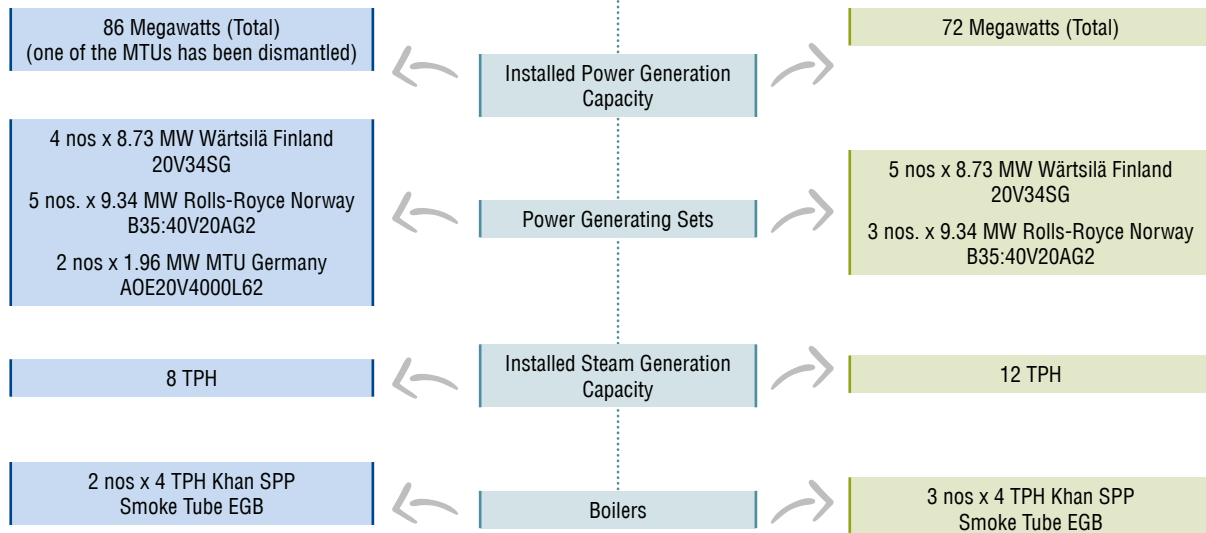 86 Megawatts (Total)
(one of the MTUs has been dismantled)
Installed Power Generation
Capacity
72 Megawatts (Total)
4 nos x 8.73 MW Wärtsilä Finland
20V34SG
5 nos. x 9.34 MW Rolls-Royce Norway
B35:40V20AG2
2 nos x 1.96 MW MTU Germany
AOE20V4000L62
Power Generating Sets
5 nos x 8.73 MW Wärtsilä Finland
20V34SG
3 nos. x 9.34 MW Rolls-Royce Norway
B35:40V20AG2
8 TPH
Installed Steam Generation
Capacity
12 TPH
2 nos x 4 TPH Khan SPP
Smoke Tube EGB
Boilers
3 nos x 4 TPH Khan SPP
Smoke Tube EGB